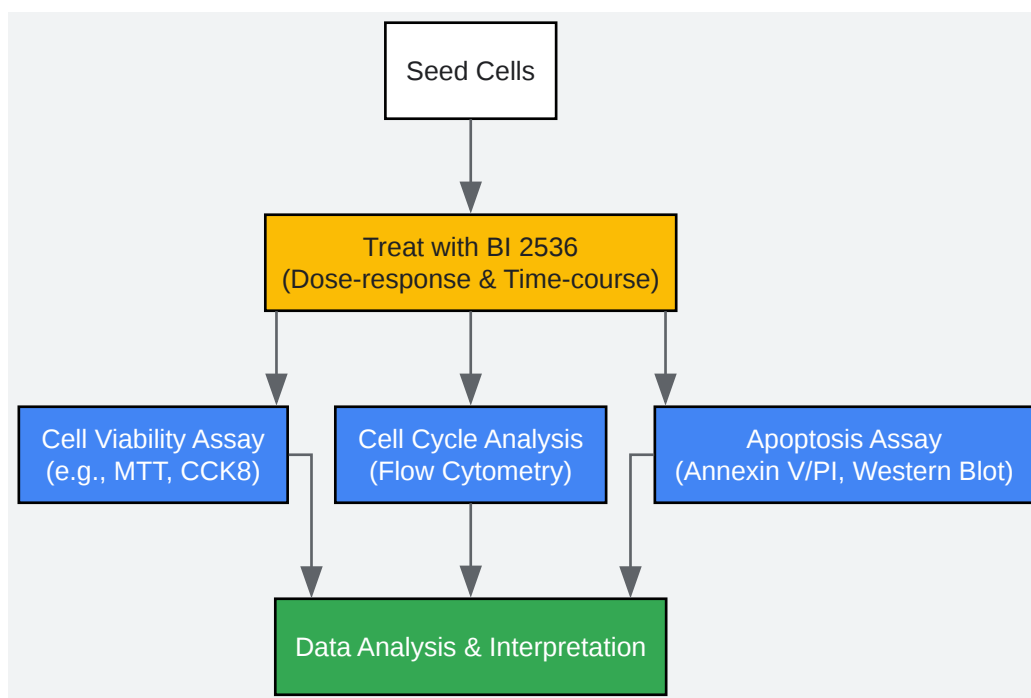 Seed Cells
Treat with BI 2536
(Dose-response & Time-course)
Cell Viability Assay
(e.g., MTT, CCK8)
Cell Cycle Analysis
(Flow Cytometry)
Apoptosis Assay
(Annexin V/PI, Western Blot)
Data Analysis & Interpretation